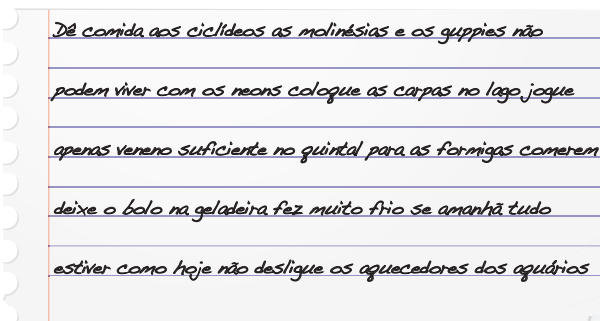 Dê comida aos ciclídeos as molinésias e os guppies não
podem viver com os neons coloque as carpas no lago jogue
apenas veneno suficiente no quintal para as formigas comerem
deixe o bolo na geladeira fez muito frio se amanhã tudo
estiver como hoje não desligue os aquecedores dos aquários